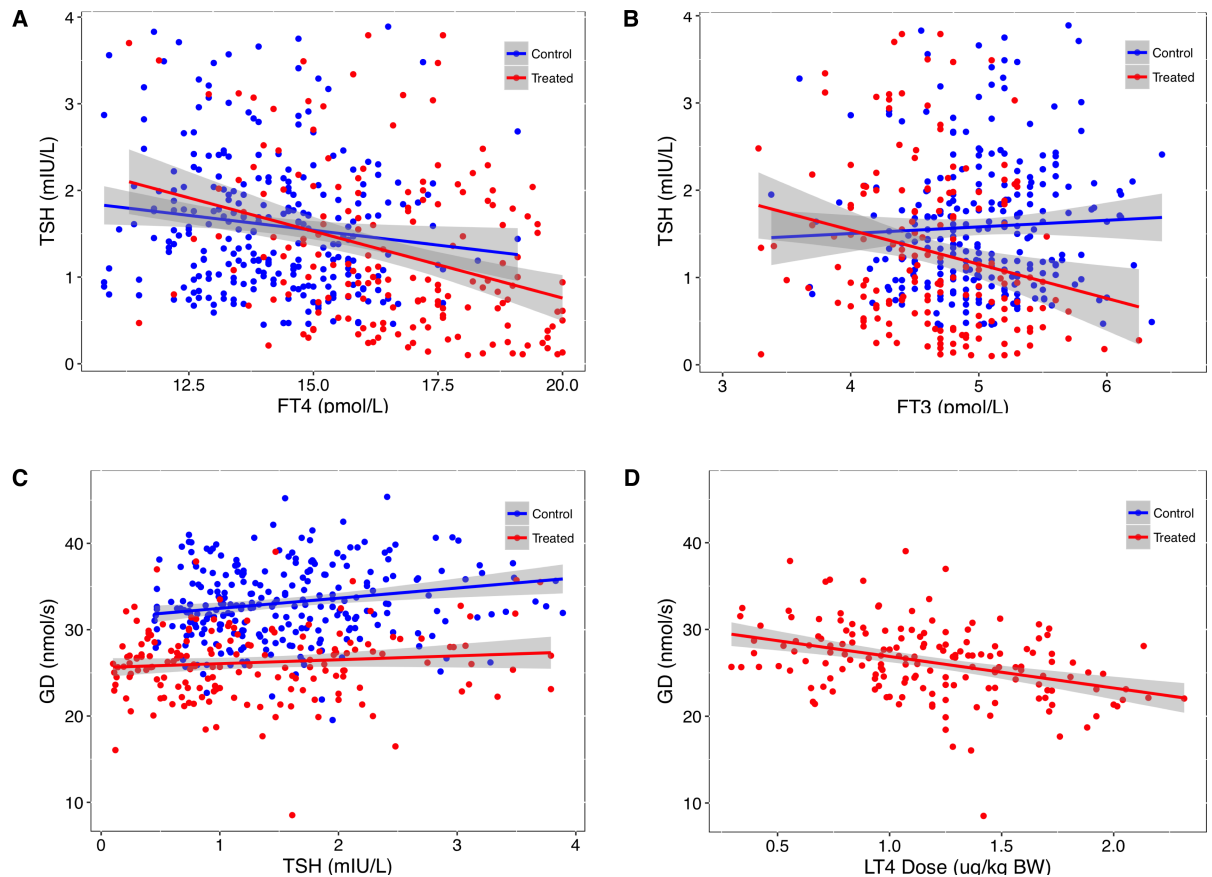 A
4
3
2
1
0
TSH (mIU/L)
Control
Treated
12.5 15.0 17.5 20.0
FT4 (pmol/L)
B
4
3
2
1
0
TSH (mIU/L)
Control
Treated
3 4 5 6
FT3 (pmol/L)
C
40
30
20
10
GD (nmol/s)
Control
Treated
0 1 2 3 4
TSH (mIU/L)
D
40
30
20
10
GD (nmol/s)
Control
Treated
0.5 1.0 1.5 2.0
LT4 Dose (ug/kg BW)